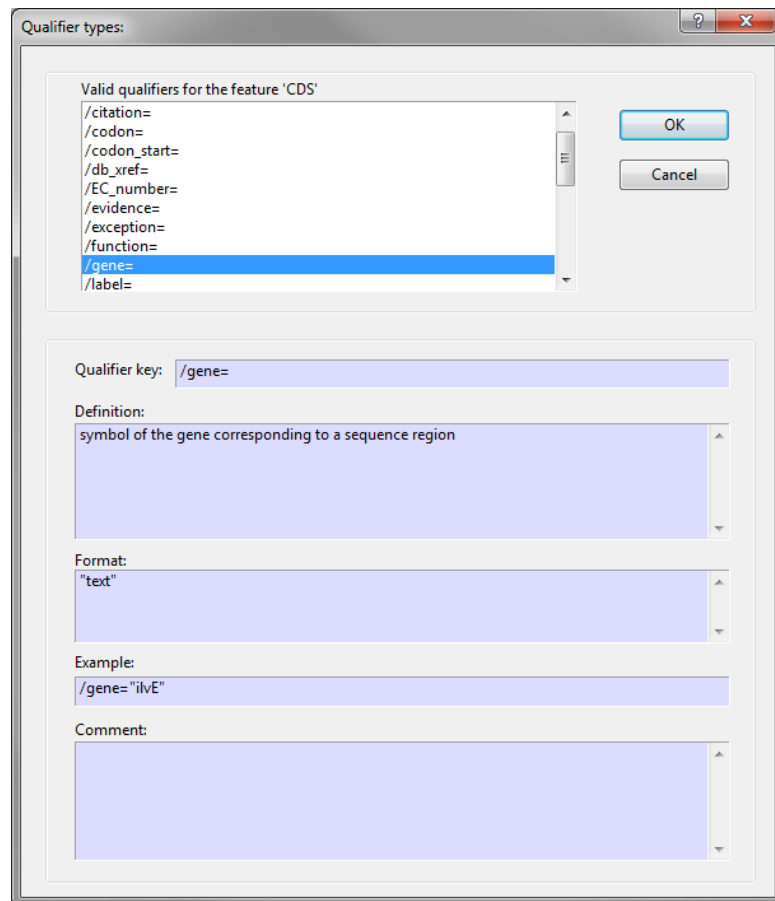 Qualifier types:
Valid qualifiers for the feature 'CDS'
/citation=
/codon=
/codon_start=
/db_xref=
/EC_number=
/evidence=
/exception=
/function=
/gene=
/label=
OK
Cancel
Qualifier key: /gene=
Definition:
symbol of the gene corresponding to a sequence region
Format:
"text"
Example:
/gene="ilvE"
Comment: